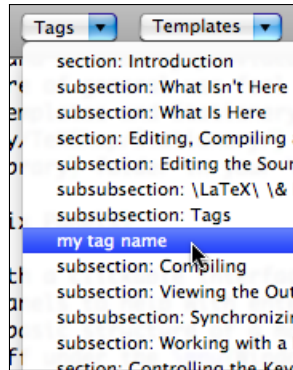 Tags
Templates
section: Introduction
subsection: What Isn't Here
subsection: What Is Here
section: Editing, Compiling
subsection: Editing the Sour
subsubsection: \LaTeX\ \&
subsubsection: Tags
my tag name
subsection: Compiling
subsection: Viewing the Out
subsubsection: Synchronizin
subsection: Working with a
section: Controlling the Key